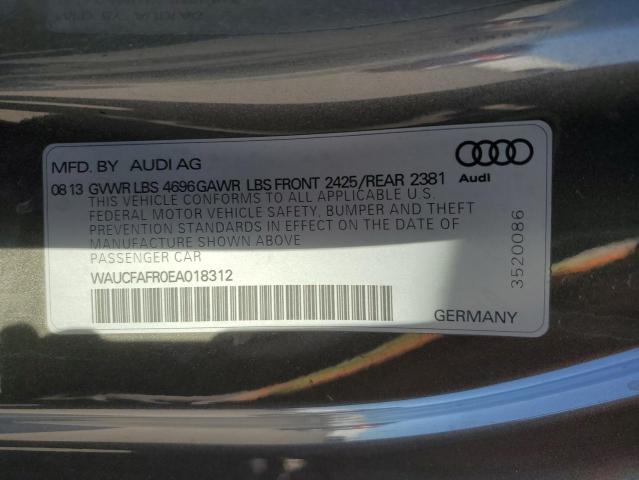 MFD. BY AUDI AG
Audi
08 13 GVWR LBS 4696 GAWR LBS FRONT 2425/REAR 2381
THIS VEHICLE CONFORMS TO ALL APPLICABLE U.S.
FEDERAL MOTOR VEHICLE SAFETY, BUMPER AND THEFT
PREVENTION STANDARDS IN EFFECT ON THE DATE OF
MANUFACTURE SHOWN ABOVE
PASSENGER CAR
WAUCFAFR0EA018312
GERMANY
3520086